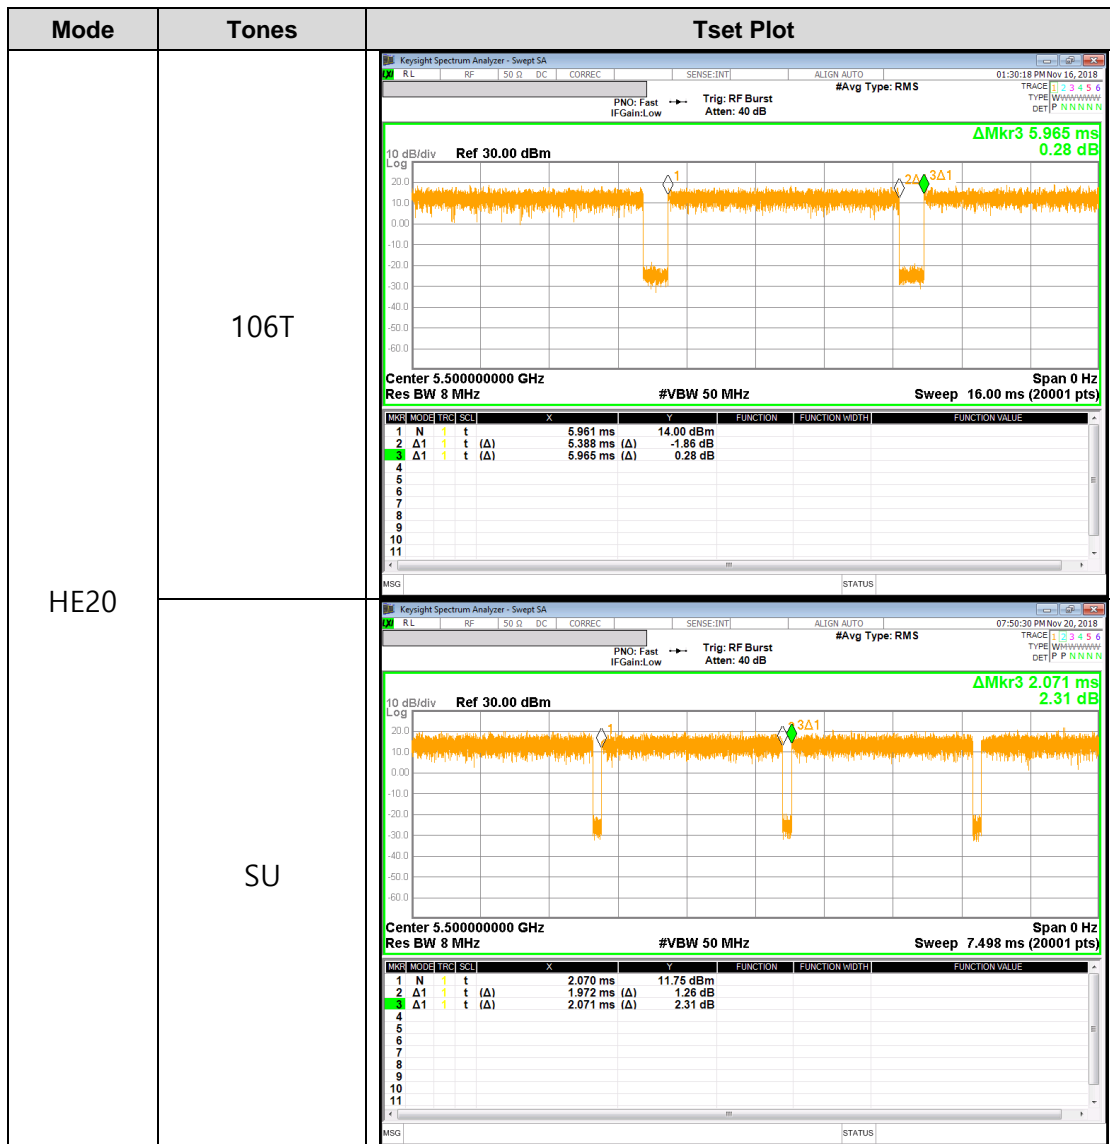 Mode Tones Tset Plot
HE20
106T
Keysight Spectrum Analyzer - Swept SA
LXI RL RF 50 Ω DC CORREC SENSE:INT ALIGN AUTO 01:30:18 PM Nov 16, 2018
#Avg Type: RMS TRACE 1 2 3 4 5 6
PNO: Fast Trig: RF Burst TYPE WWWWWWW
IFGain:Low Atten: 40 dB DET P N N N N N
ΔMkr3 5.965 ms
10 dB/div Ref 30.00 dBm 0.28 dB
Log
20.0
10.0
0.00
-10.0
-20.0
-30.0
-40.0
-50.0
-60.0
1
2Δ 3Δ1
Center 5.500000000 GHz Span 0 Hz
Res BW 8 MHz #VBW 50 MHz Sweep 16.00 ms (20001 pts)
MKR MODE TRC SCL X Y FUNCTION FUNCTION WIDTH FUNCTION VALUE
1 N 1 t 5.961 ms 14.00 dBm
2 Δ1 1 t (Δ) 5.388 ms (Δ) -1.86 dB
3 Δ1 1 t (Δ) 5.965 ms (Δ) 0.28 dB
4
5
6
7
8
9
10
11
MSG STATUS
SU
Keysight Spectrum Analyzer - Swept SA
LXI RL RF 50 Ω DC CORREC SENSE:INT ALIGN AUTO 07:50:30 PM Nov 20, 2018
#Avg Type: RMS TRACE 1 2 3 4 5 6
PNO: Fast Trig: RF Burst TYPE WMWWWWW
IFGain:Low Atten: 40 dB DET P P N N N N
ΔMkr3 2.071 ms
10 dB/div Ref 30.00 dBm 2.31 dB
Log
20.0
10.0
0.00
-10.0
-20.0
-30.0
-40.0
-50.0
-60.0
1
3Δ1
Center 5.500000000 GHz Span 0 Hz
Res BW 8 MHz #VBW 50 MHz Sweep 7.498 ms (20001 pts)
MKR MODE TRC SCL X Y FUNCTION FUNCTION WIDTH FUNCTION VALUE
1 N 1 t 2.070 ms 11.75 dBm
2 Δ1 1 t (Δ) 1.972 ms (Δ) 1.26 dB
3 Δ1 1 t (Δ) 2.071 ms (Δ) 2.31 dB
4
5
6
7
8
9
10
11
MSG STATUS